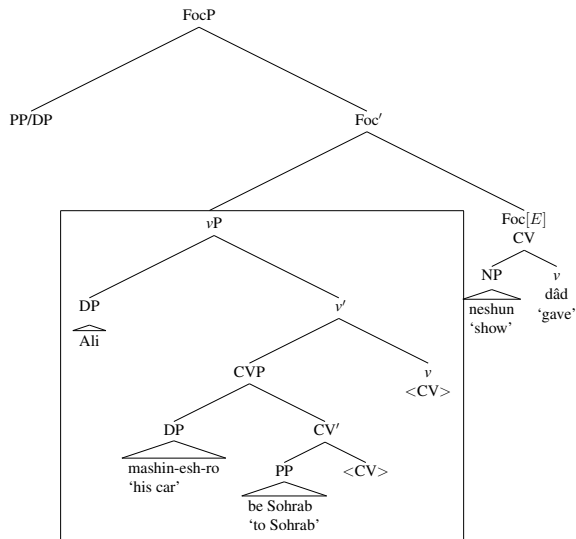 FocP
PP/DP
Foc′
vP
Foc[E]
CV
NP
v
neshun
dâd
‘show’
‘gave’
DP
v′
Ali
CVP
v
<CV>
DP
CV′
mashin-esh-ro
‘his car’
PP
<CV>
be Sohrab
‘to Sohrab’